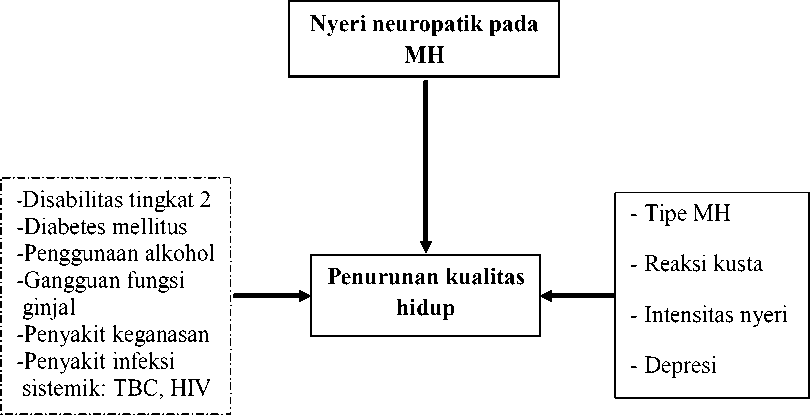 Nyeri neuropatik pada
MH
-Disabilitas tingkat 2
-Diabetes mellitus
-Penggunaan alkohol
-Gangguan fungsi
ginjal
-Penyakit keganasan
-Penyakit infeksi
sistemik: TBC, HIV
Penurunan kualitas
hidup
- Tipe MH
- Reaksi kusta
- Intensitas nyeri
- Depresi